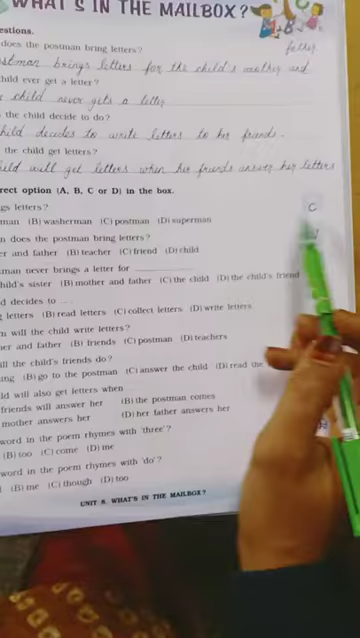 WHAT'S IN THE MAILBOX?
estions.
does the postman bring letters?
father
stman brings letters for the child's mother and
hild ever get a letter?
child never gets a letter
the child decide to do?
hild decides to write letters to her friends.
the child get letters?
ild will get letters when her friends answer her letters
rect option (A, B, C or D) in the box.
gs letters?
C
man (B) washerman (C) postman (D) superman
n does the postman bring letters?
er and father (B) teacher (C) friend (D) child
man never brings a letter for
hild's sister (B) mother and father (C) the child (D) the child's friend
d decides to
letters (B) read letters (C) collect letters (D) write letters
n will the child write letters?
her and father (B) friends (C) postman (D) teachers
ill the child's friends do?
ing (B) go to the postman (C) answer the child (D) read the
ld will also get letters when
friends will answer her (B) the postman comes
mother answers her (D) her father answers her
word in the poem rhymes with 'three'?
(B) too (C) come (D) me
word in the poem rhymes with 'do'?
(B) me (C) though (D) too
UNIT 8. WHAT'S IN THE MAILBOX?